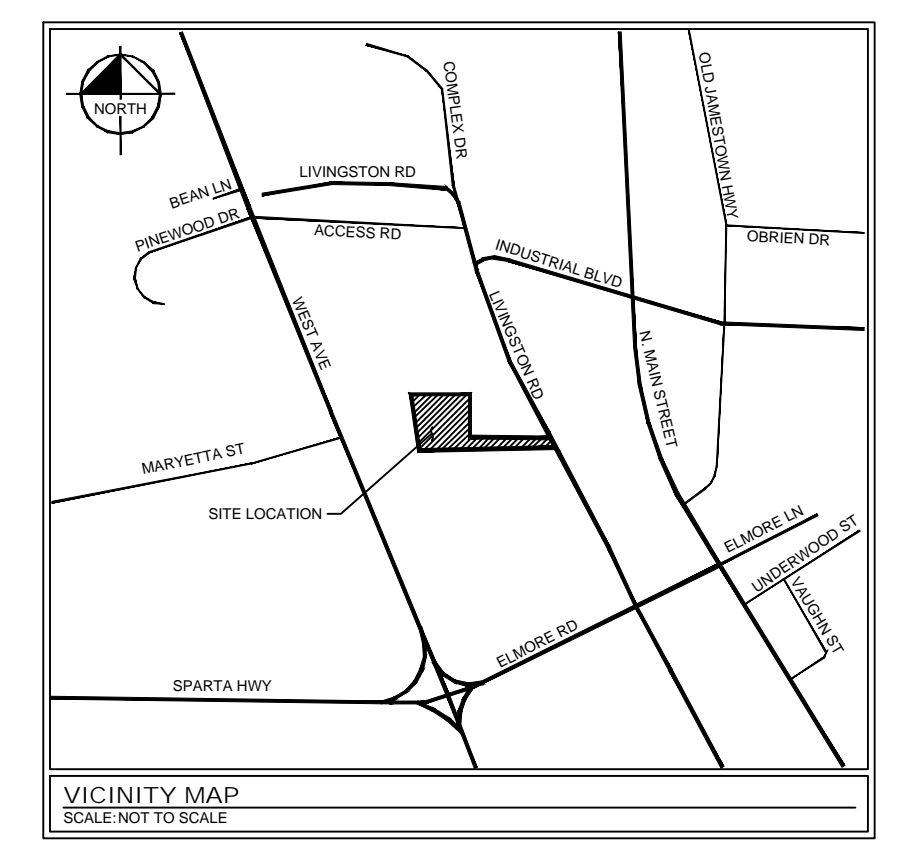 COMPLEX DR
OLD JAMESTOWN HWY
NORTH
LIVINGSTON RD
BEAN LN
PINEWOOD DR
ACCESS RD
OBRIEN DR
INDUSTRIAL BLVD
WEST AVE
LIVINGSTON RD
N. MAIN STREET
MARYETTA ST
SITE LOCATION
ELMORE LN
UNDERWOOD ST
VAUGHN ST
ELMORE RD
SPARTA HWY
VICINITY MAP
SCALE:NOT TO SCALE